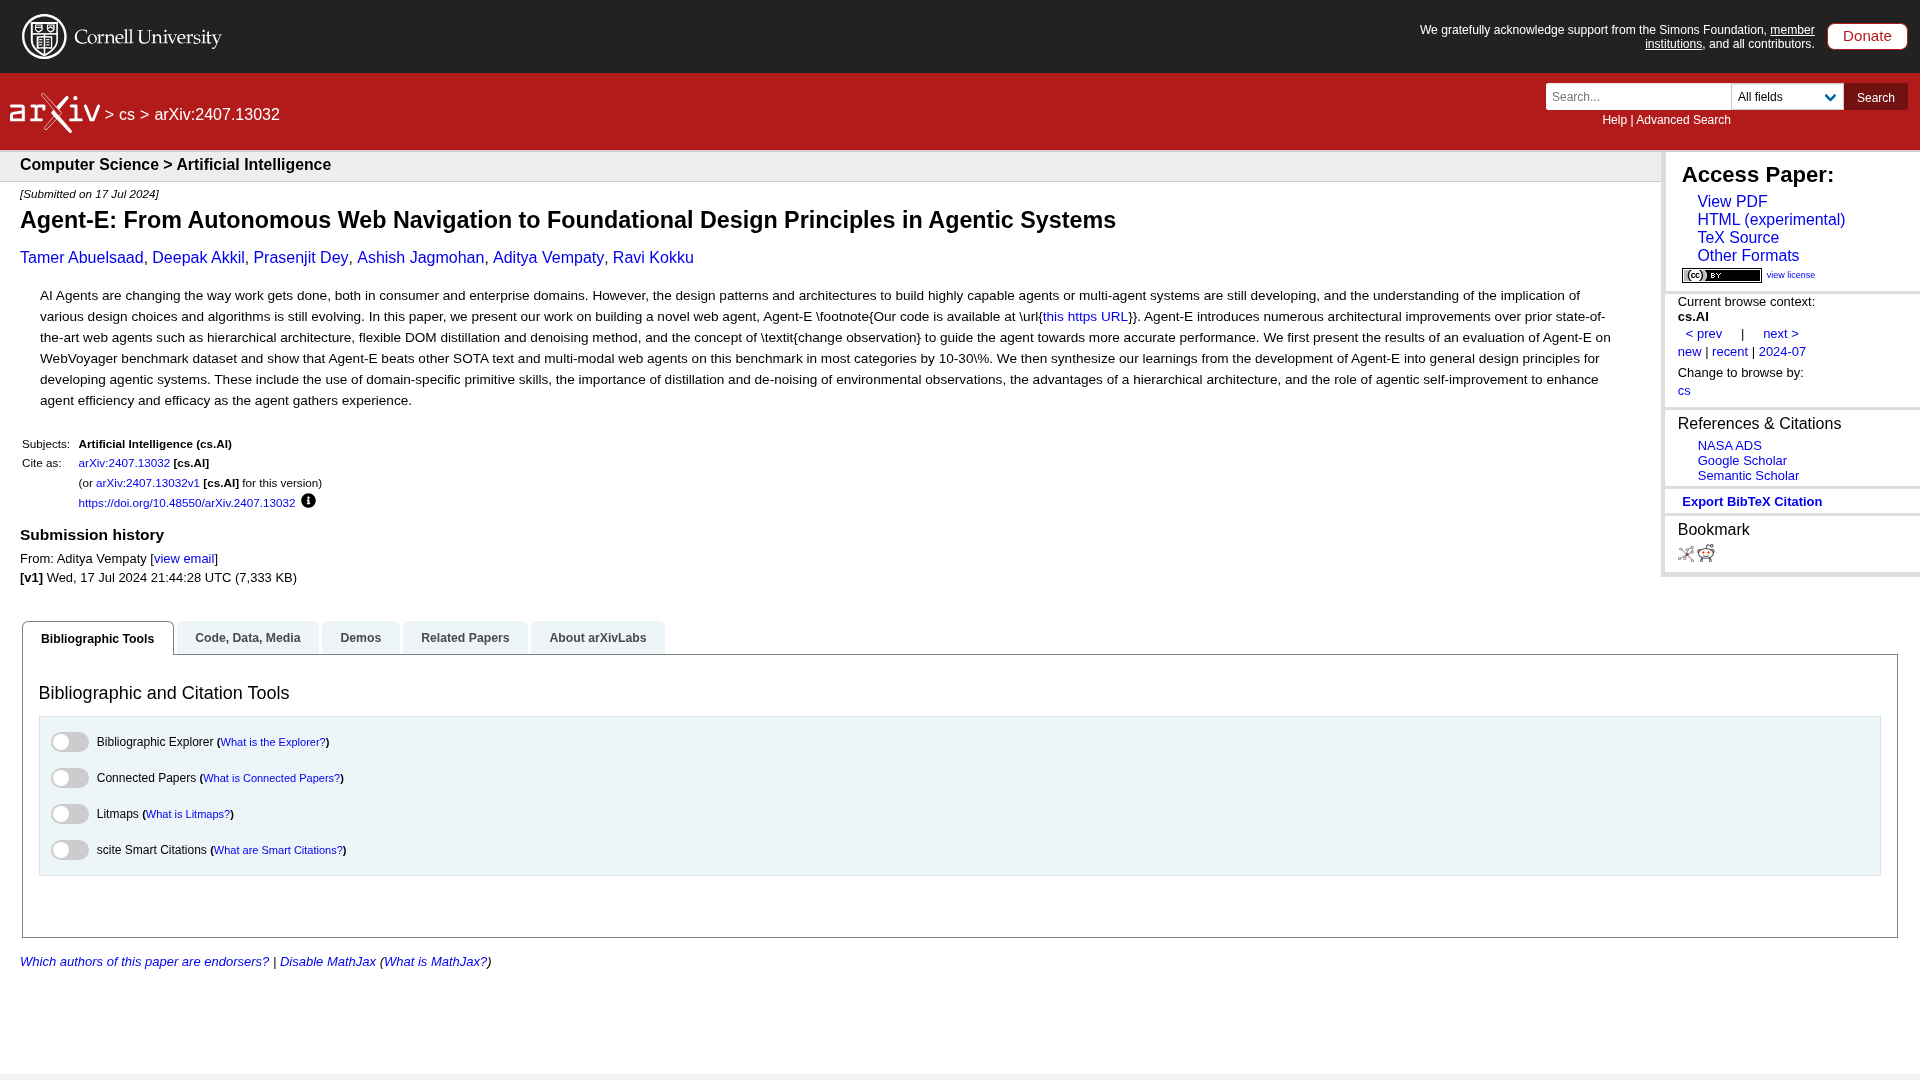 Cornell University
We gratefully acknowledge support from the Simons Foundation, member
institutions, and all contributors.
Donate
arXiv > cs > arXiv:2407.13032
Search...
All fields
Search
Help | Advanced Search
Computer Science > Artificial Intelligence
[Submitted on 17 Jul 2024]
Agent-E: From Autonomous Web Navigation to Foundational Design Principles in Agentic Systems
Tamer Abuelsaad, Deepak Akkil, Prasenjit Dey, Ashish Jagmohan, Aditya Vempaty, Ravi Kokku
AI Agents are changing the way work gets done, both in consumer and enterprise domains. However, the design patterns and architectures to build highly capable agents or multi-agent systems are still developing, and the understanding of the implication of
various design choices and algorithms is still evolving. In this paper, we present our work on building a novel web agent, Agent-E \footnote{Our code is available at \url{this https URL}}. Agent-E introduces numerous architectural improvements over prior state-of-
the-art web agents such as hierarchical architecture, flexible DOM distillation and denoising method, and the concept of \textit{change observation} to guide the agent towards more accurate performance. We first present the results of an evaluation of Agent-E on
WebVoyager benchmark dataset and show that Agent-E beats other SOTA text and multi-modal web agents on this benchmark in most categories by 10-30\%. We then synthesize our learnings from the development of Agent-E into general design principles for
developing agentic systems. These include the use of domain-specific primitive skills, the importance of distillation and de-noising of environmental observations, the advantages of a hierarchical architecture, and the role of agentic self-improvement to enhance
agent efficiency and efficacy as the agent gathers experience.
Subjects: Artificial Intelligence (cs.AI)
Cite as: arXiv:2407.13032 [cs.AI]
(or arXiv:2407.13032v1 [cs.AI] for this version)
https://doi.org/10.48550/arXiv.2407.13032
Submission history
From: Aditya Vempaty [view email]
[v1] Wed, 17 Jul 2024 21:44:28 UTC (7,333 KB)
Access Paper:
View PDF
HTML (experimental)
TeX Source
Other Formats
cc BY view license
Current browse context:
cs.AI
< prev | next >
new | recent | 2024-07
Change to browse by:
cs
References & Citations
NASA ADS
Google Scholar
Semantic Scholar
Export BibTeX Citation
Bookmark
Bibliographic Tools
Code, Data, Media
Demos
Related Papers
About arXivLabs
Bibliographic and Citation Tools
Bibliographic Explorer (What is the Explorer?)
Connected Papers (What is Connected Papers?)
Litmaps (What is Litmaps?)
scite Smart Citations (What are Smart Citations?)
Which authors of this paper are endorsers? | Disable MathJax (What is MathJax?)